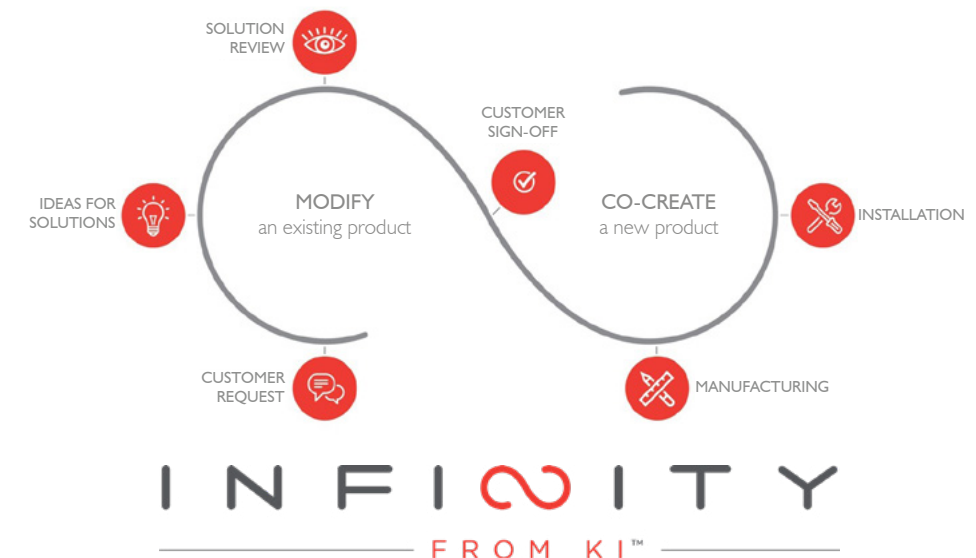 SOLUTION
REVIEW
CUSTOMER
SIGN-OFF
IDEAS FOR
SOLUTIONS
MODIFY
an existing product
CO-CREATE
a new product
INSTALLATION
CUSTOMER
REQUEST
MANUFACTURING
INFINITY
FROM KI™